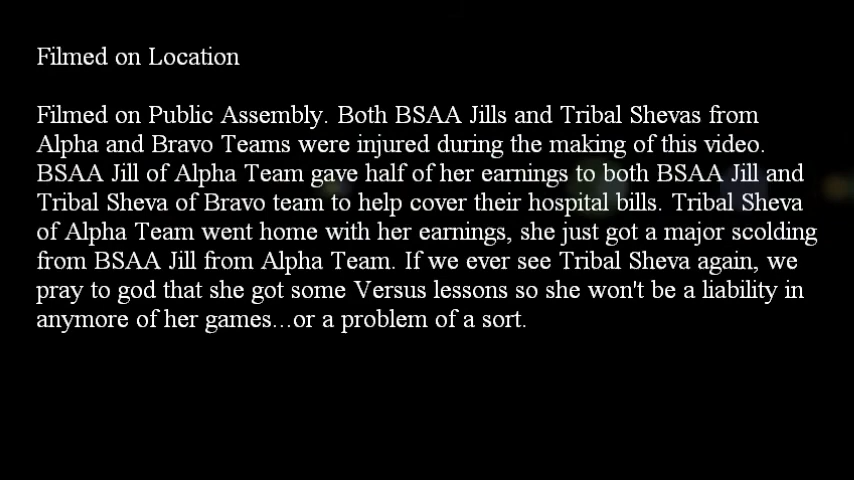 Filmed on Location
Filmed on Public Assembly. Both BSAA Jills and Tribal Shevas from
Alpha and Bravo Teams were injured during the making of this video.
BSAA Jill of Alpha Team gave half of her earnings to both BSAA Jill and
Tribal Sheva of Bravo team to help cover their hospital bills. Tribal Sheva
of Alpha Team went home with her earnings, she just got a major scolding
from BSAA Jill from Alpha Team. If we ever see Tribal Sheva again, we
pray to god that she got some Versus lessons so she won't be a liability in
anymore of her games...or a problem of a sort.